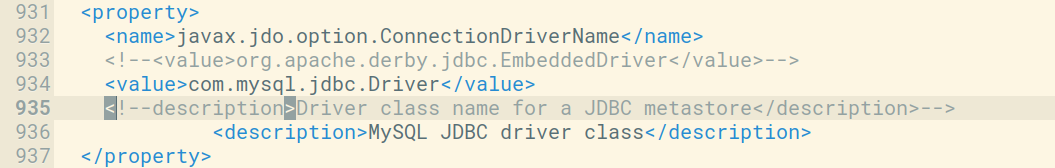 931 <property>
932 <name>javax.jdo.option.ConnectionDriverName</name>
933 <!--<value>org.apache.derby.jdbc.EmbeddedDriver</value>-->
934 <value>com.mysql.jdbc.Driver</value>
935 <!--description>Driver class name for a JDBC metastore</description>-->
936 <description>MySQL JDBC driver class</description>
937 </property>